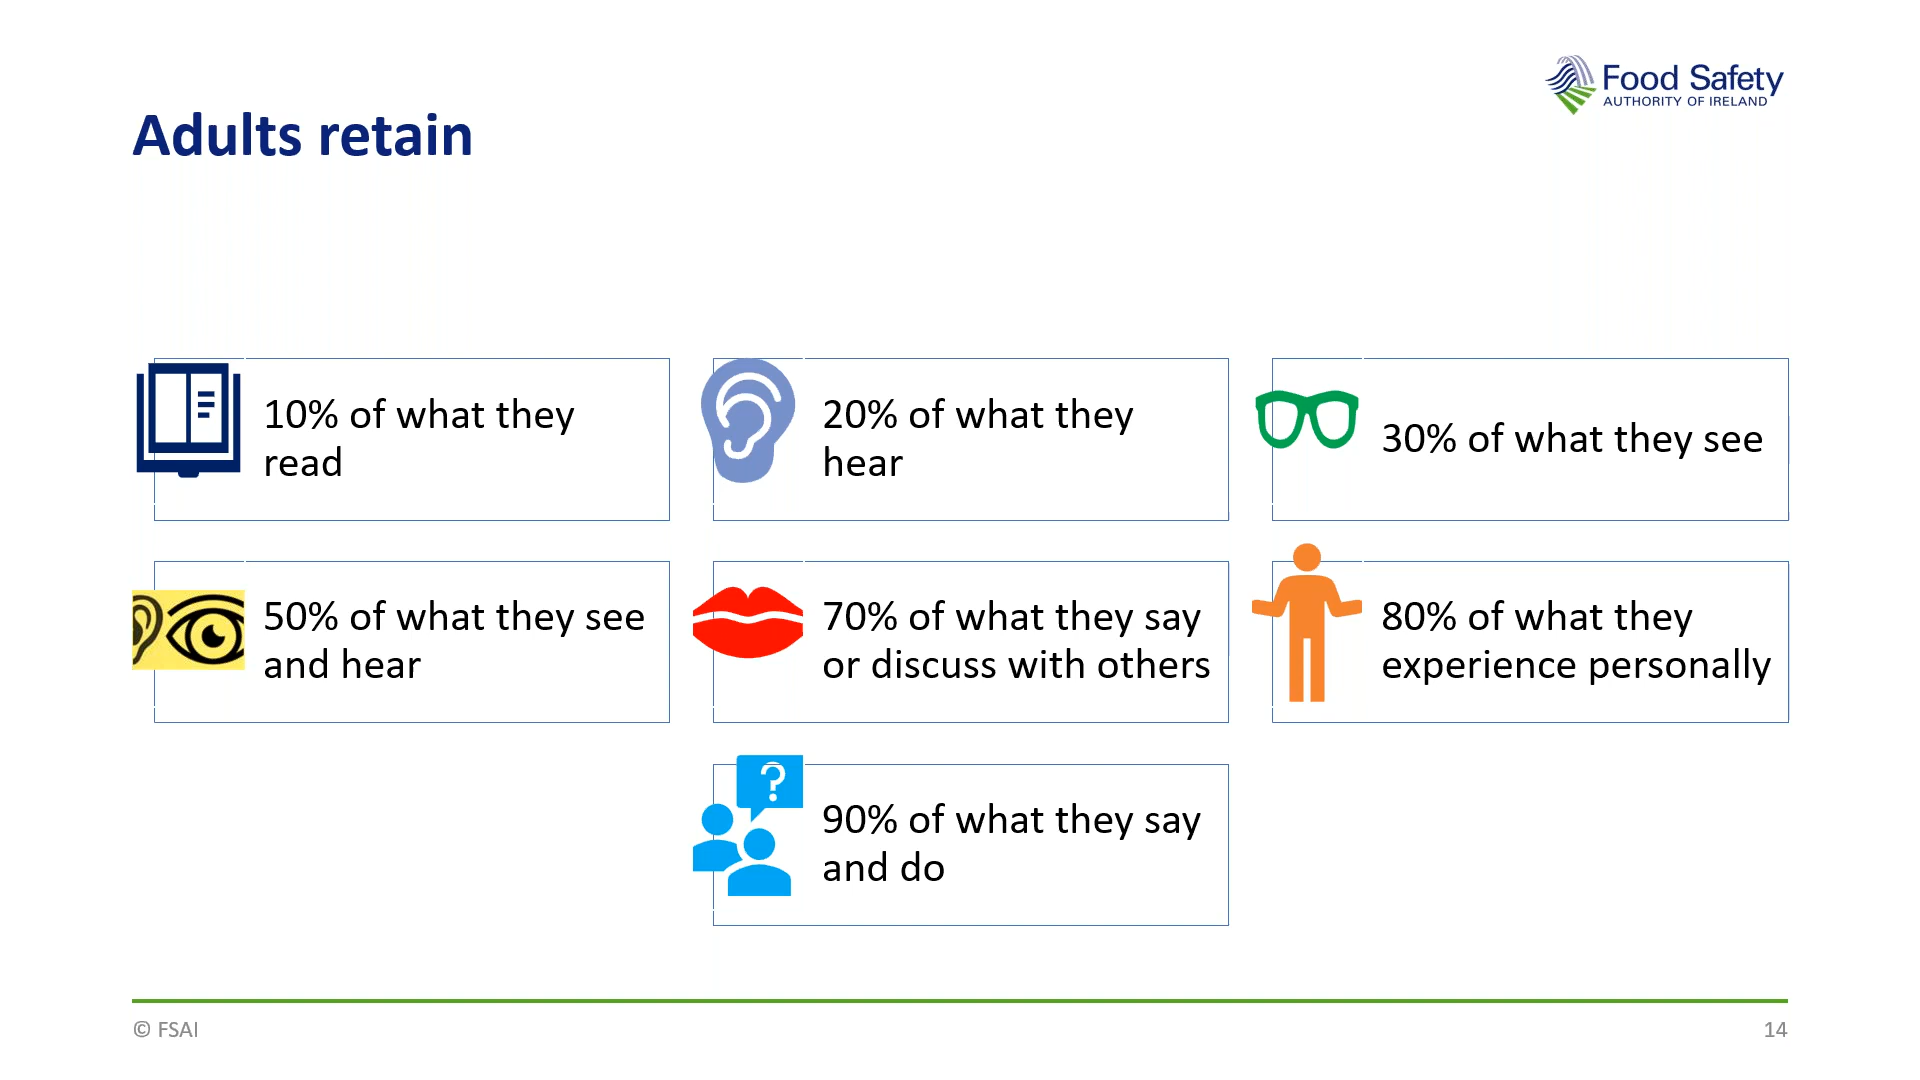 Food Safety
AUTHORITY OF IRELAND
Adults retain
10% of what they
read
20% of what they
hear
30% of what they see
50% of what they see
and hear
70% of what they say
or discuss with others
80% of what they
experience personally
?
90% of what they say
and do
© FSAI
14